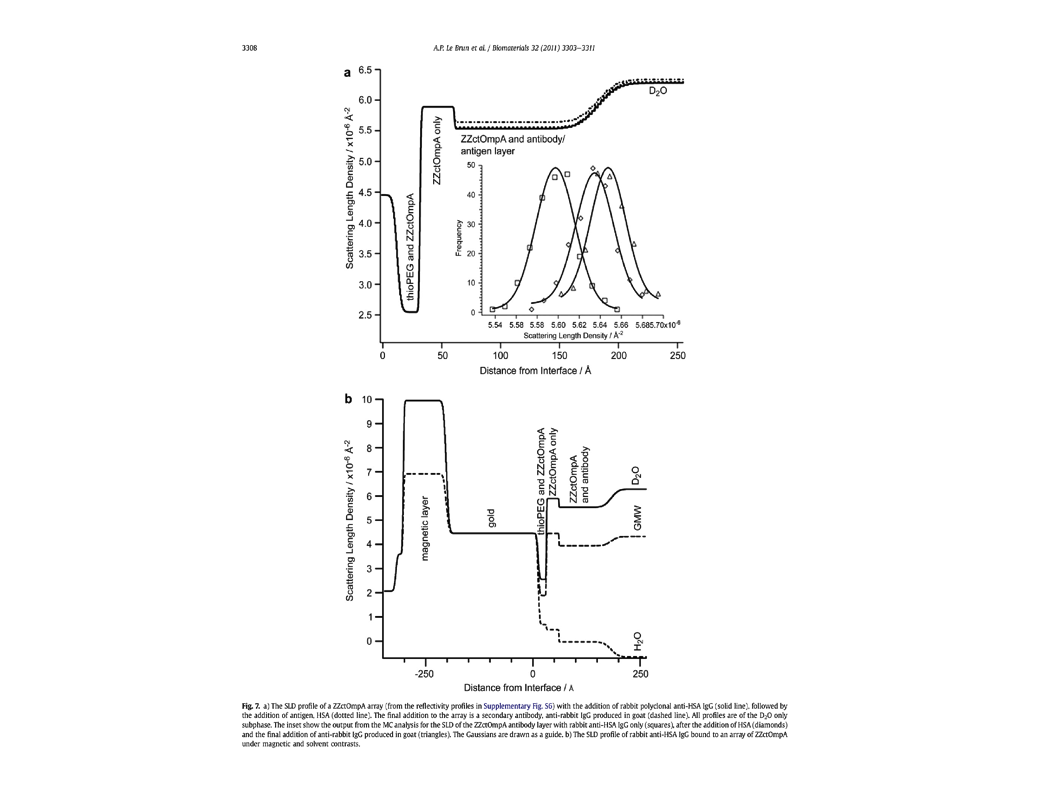 3308
A.P. Le Brun et al. / Biomaterials 32 (2011) 3303–3311
a
6.5
6.0
5.5
5.0
4.5
4.0
3.5
3.0
2.5
Scattering Length Density / x10⁻⁶ Å⁻²
thioPEG and ZZctOmpA
ZZctOmpA only
ZZctOmpA and antibody/
antigen layer
D₂O
50
40
30
20
10
0
Frequency
5.54 5.56 5.58 5.60 5.62 5.64 5.66 5.68 5.70x10⁻⁶
Scattering Length Density / Å⁻²
0 50 100 150 200 250
Distance from Interface / Å
b
10
9
8
7
6
5
4
3
2
1
0
Scattering Length Density / x10⁻⁶ Å⁻²
magnetic layer
gold
thioPEG and ZZctOmpA
ZZctOmpA only
ZZctOmpA
and antibody
D₂O
GMW
H₂O
-250 0 250
Distance from Interface / Å
Fig. 7. a) The SLD profile of a ZZctOmpA array (from the reflectivity profiles in Supplementary Fig. S6) with the addition of rabbit polyclonal anti-HSA IgG (solid line), followed by
the addition of antigen, HSA (dotted line). The final addition to the array is a secondary antibody, anti-rabbit IgG produced in goat (dashed line). All profiles are of the D₂O only
subphase. The inset show the output from the MC analysis for the SLD of the ZZctOmpA antibody layer with rabbit anti-HSA IgG only (squares), after the addition of HSA (diamonds)
and the final addition of anti-rabbit IgG produced in goat (triangles). The Gaussians are drawn as a guide. b) The SLD profile of rabbit anti-HSA IgG bound to an array of ZZctOmpA
under magnetic and solvent contrasts.